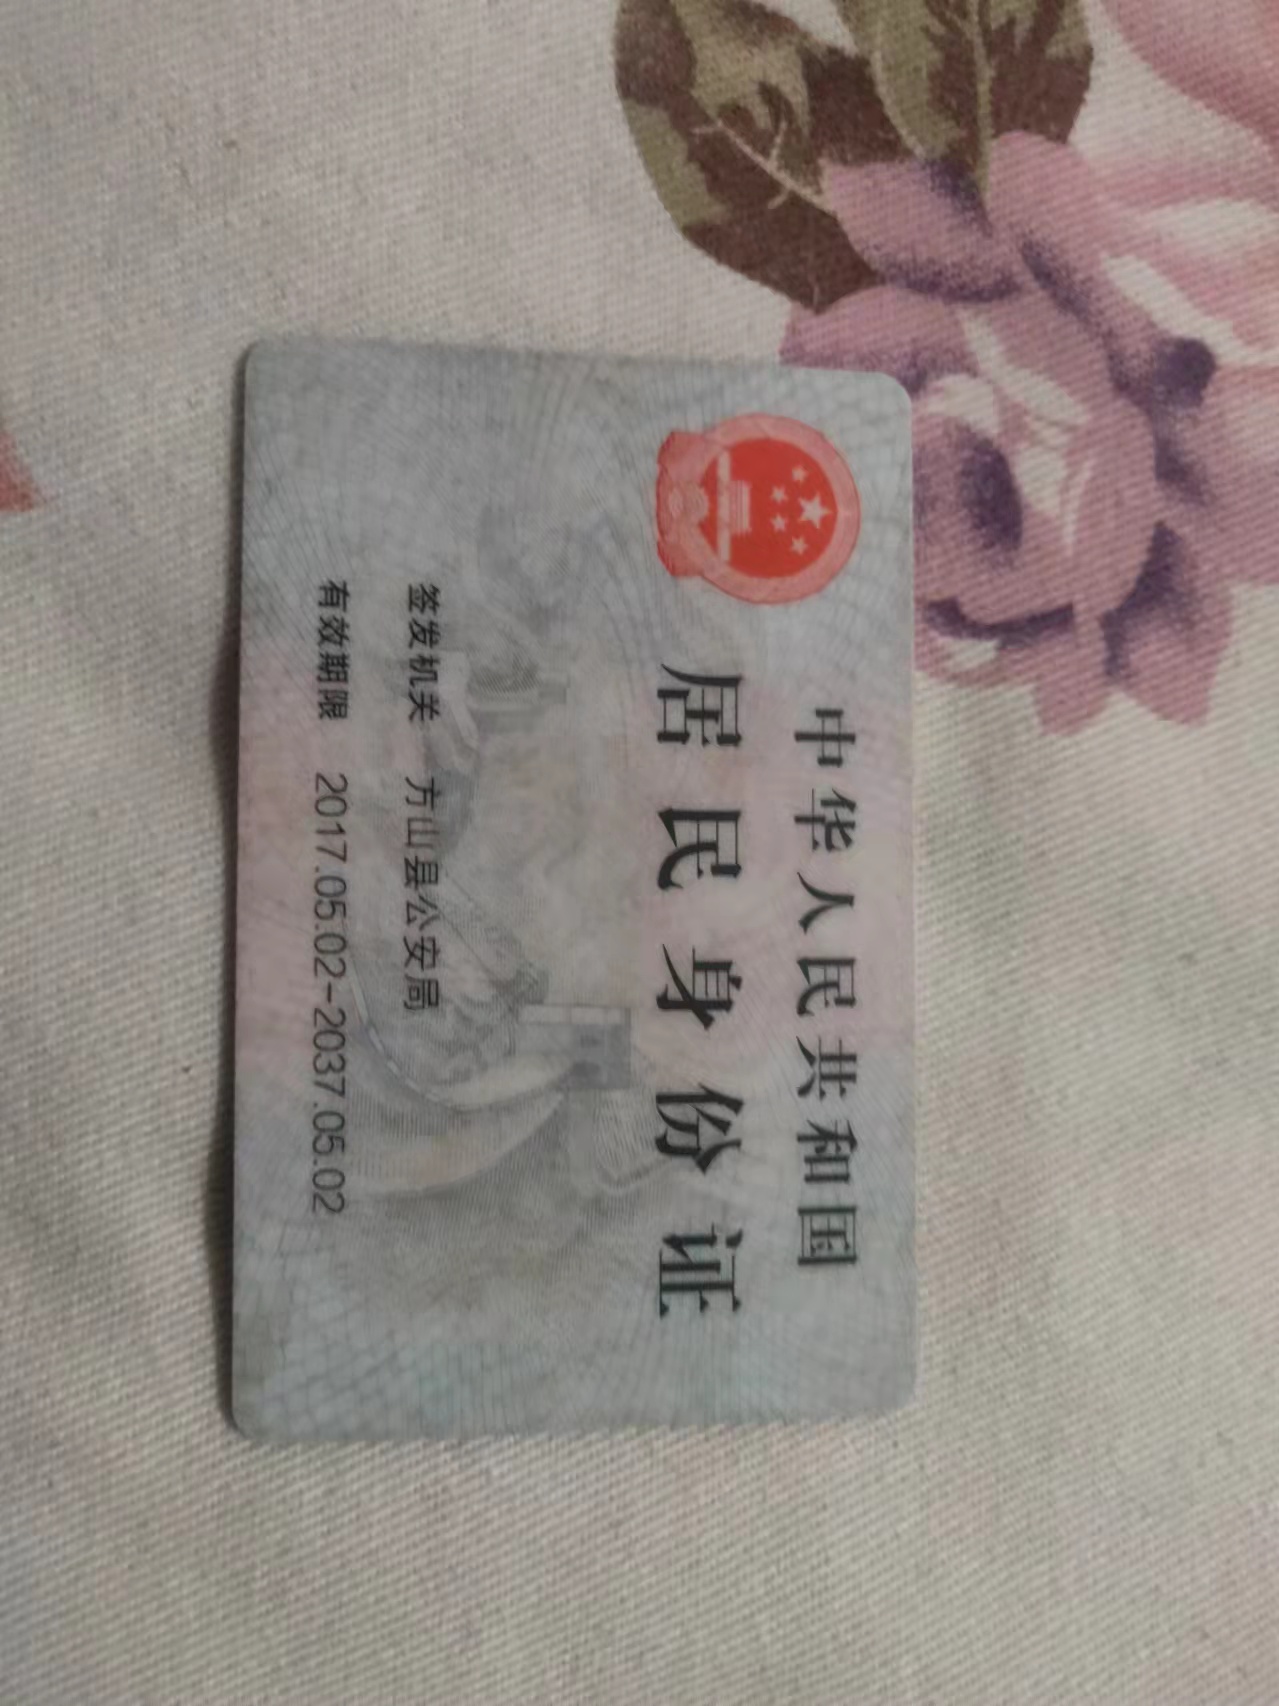 中华人民共和国
居民身份证
签发机关 方山县公安局
有效期限 2017.05.02-2037.05.02